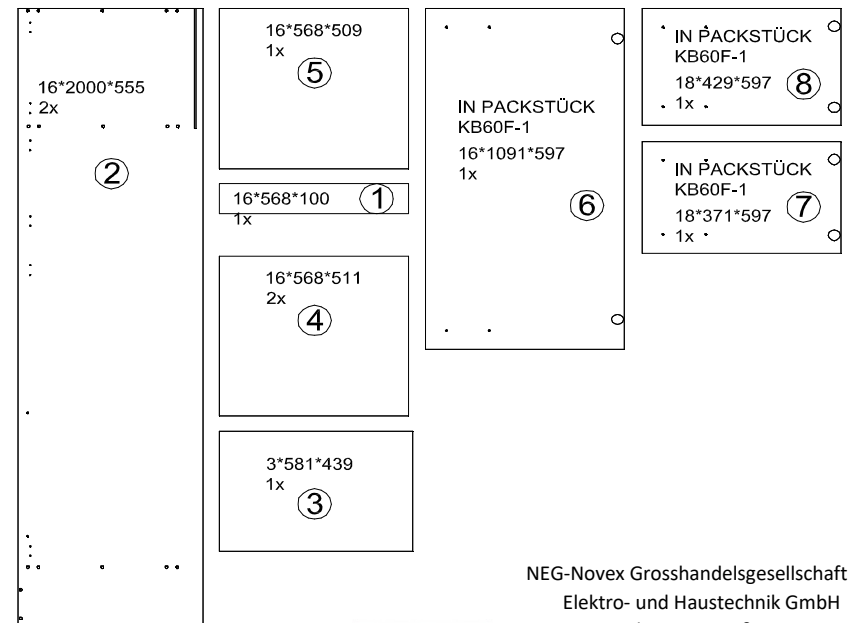 16*2000*555
2x
2
16*568*509
1x
5
16*568*100
1x
1
16*568*511
2x
4
3*581*439
1x
3
IN PACKSTÜCK
KB60F-1
16*1091*597
1x
6
IN PACKSTÜCK
KB60F-1
18*429*597
1x
8
IN PACKSTÜCK
KB60F-1
18*371*597
1x
7
NEG-Novex Grosshandelsgesellschaft
Elektro- und Haustechnik GmbH